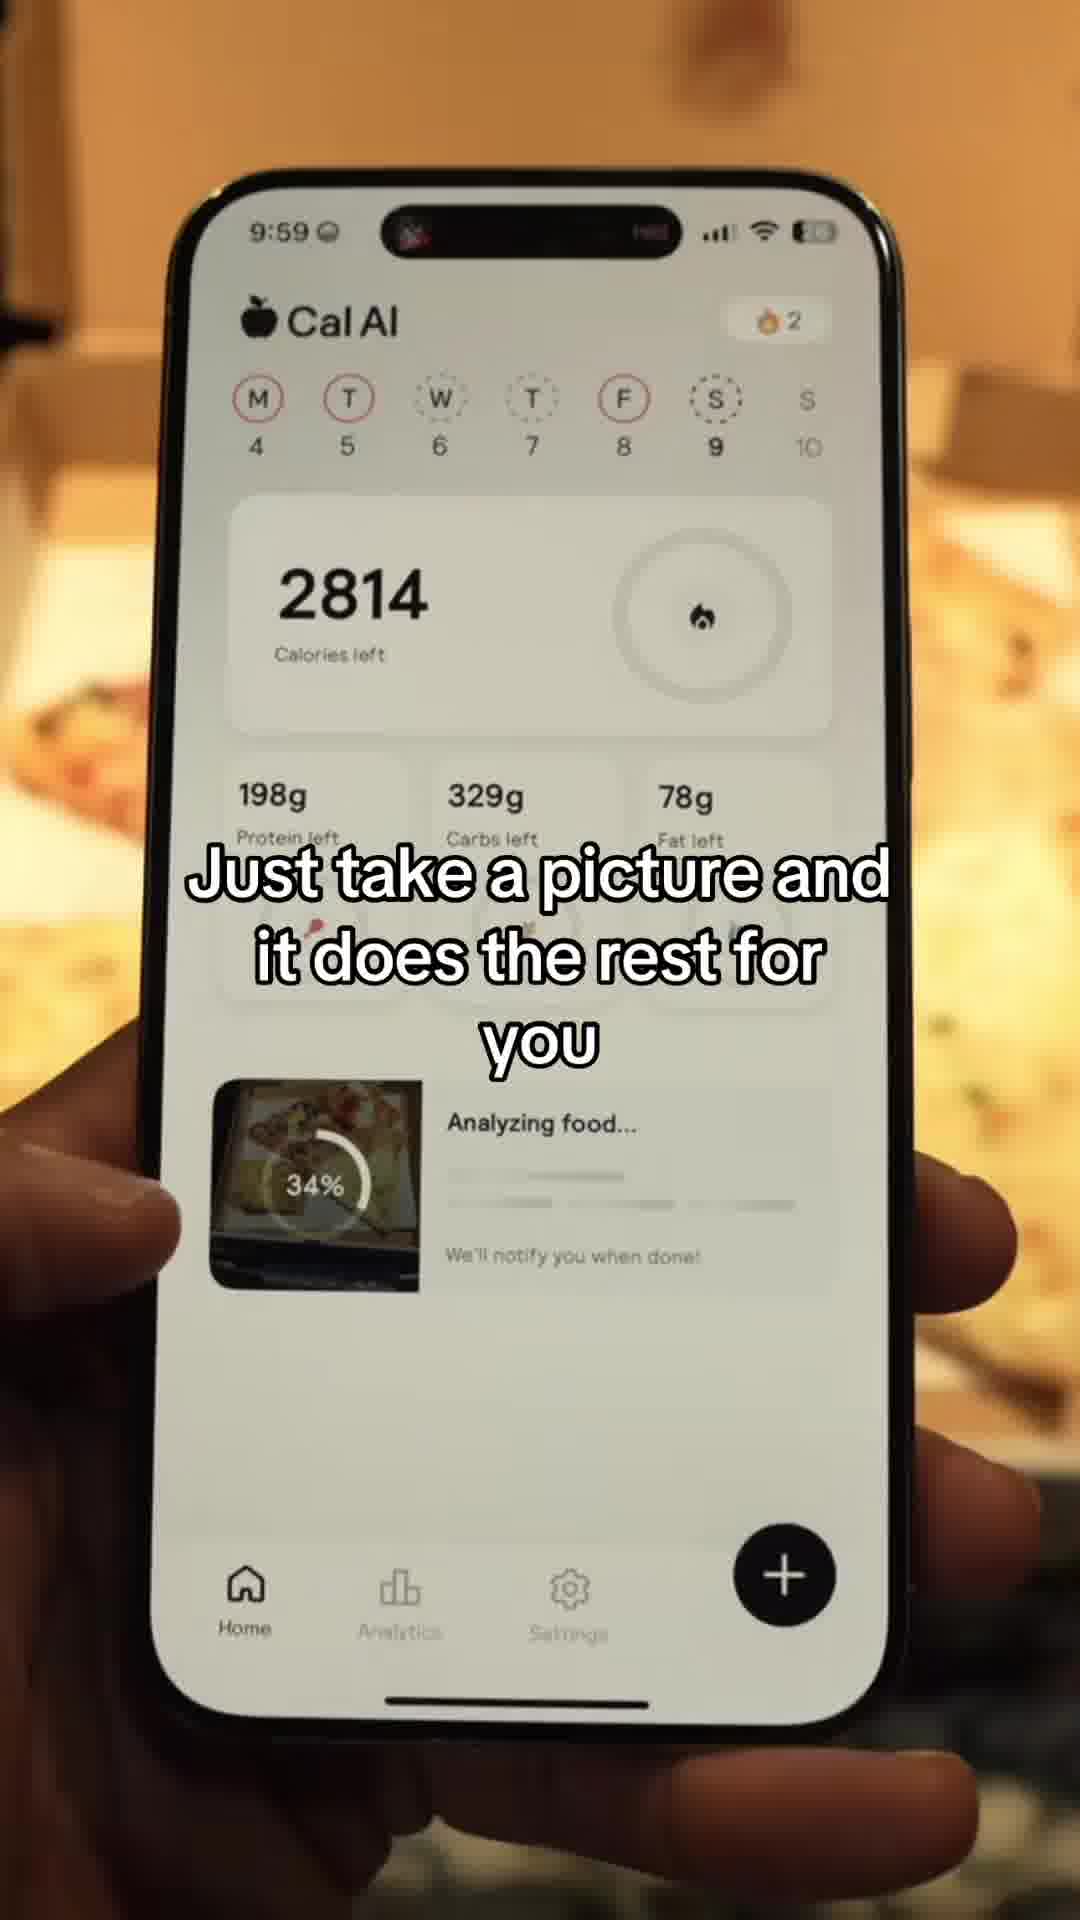 9:59
Cal AI
2
M T W T F S S
4 5 6 7 8 9 10
2814
Calories left
198g 329g 78g
Protein left Carbs left Fat left
Just take a picture and
it does the rest for
you
Analyzing food...
34%
We'll notify you when done!
Home Analytics Settings